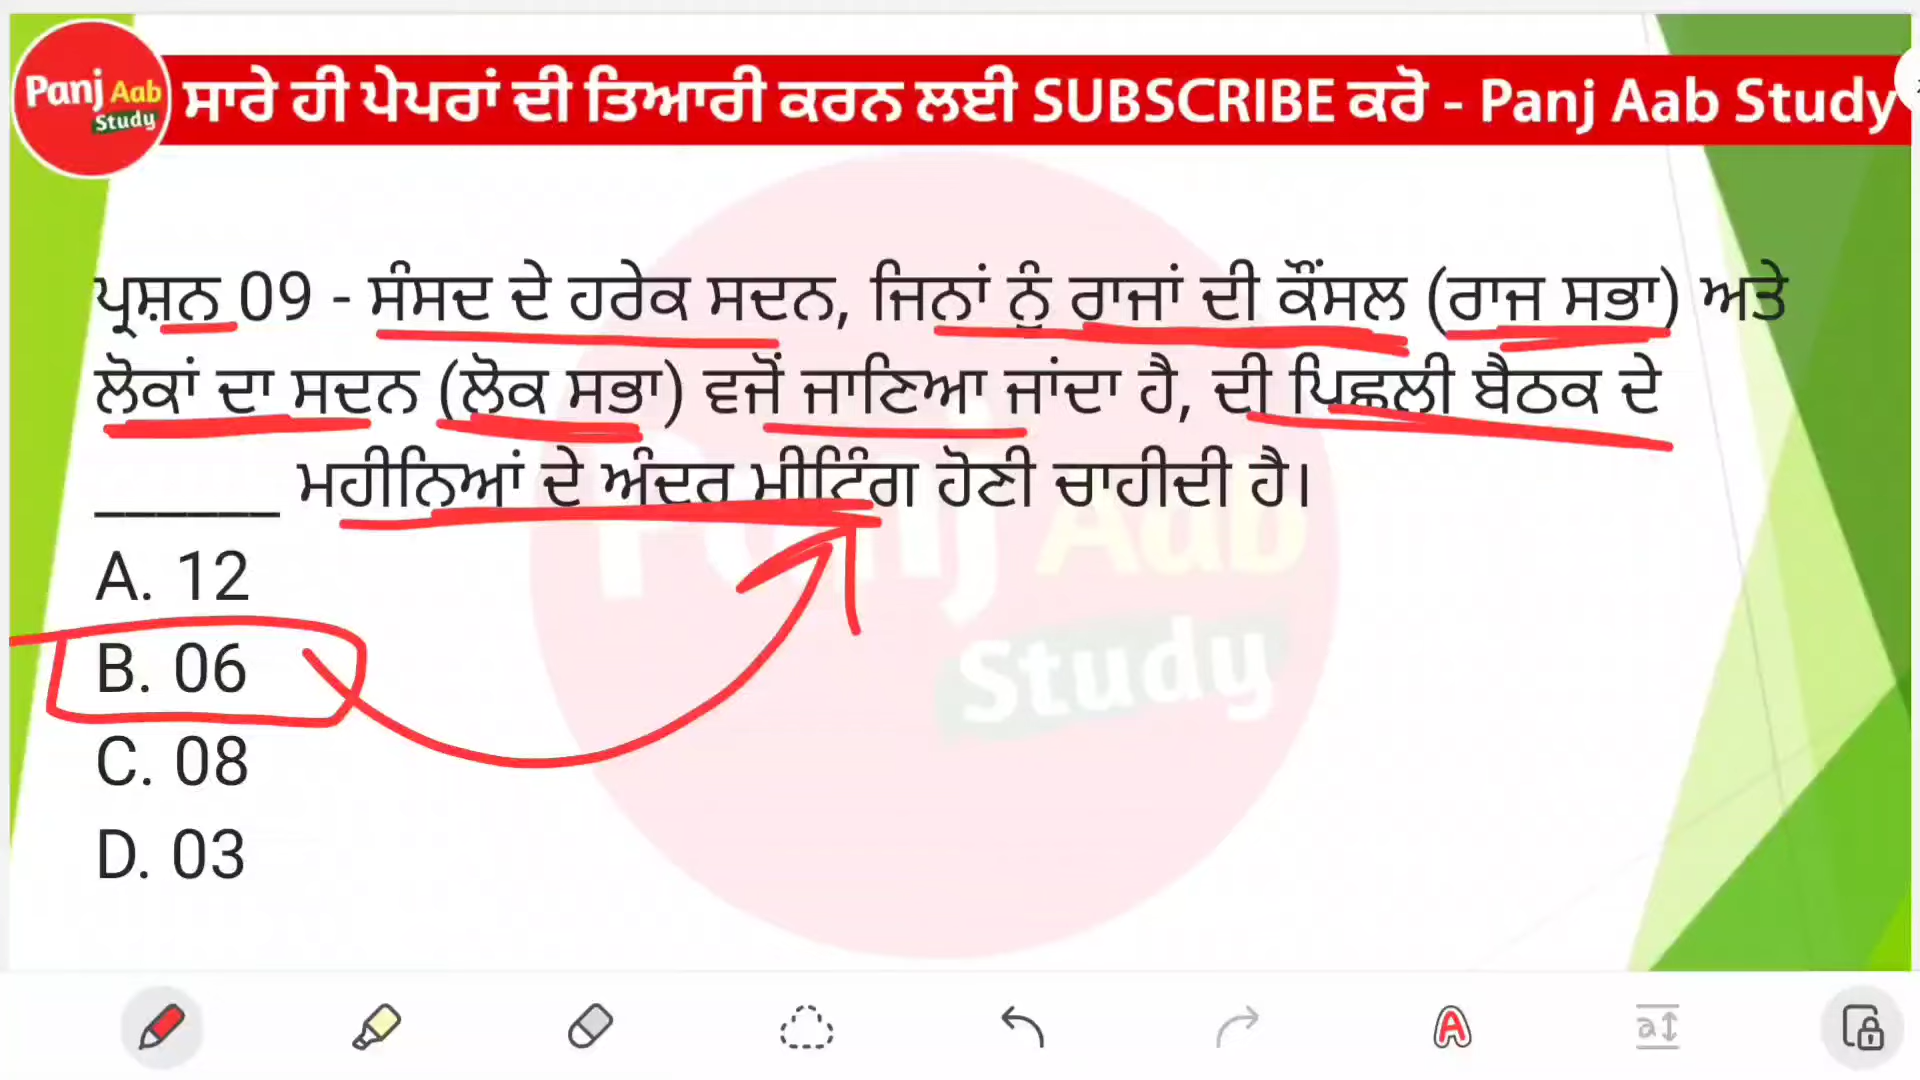 Panj Aab
Study
ਸਾਰੇ ਹੀ ਪੇਪਰਾਂ ਦੀ ਤਿਆਰੀ ਕਰਨ ਲਈ SUBSCRIBE ਕਰੋ - Panj Aab Study
ਪ੍ਰਸ਼ਨ 09 - ਸੰਸਦ ਦੇ ਹਰੇਕ ਸਦਨ, ਜਿਨਾਂ ਨੂੰ ਰਾਜਾਂ ਦੀ ਕੌਂਸਲ (ਰਾਜ ਸਭਾ) ਅਤੇ
ਲੋਕਾਂ ਦਾ ਸਦਨ (ਲੋਕ ਸਭਾ) ਵਜੋਂ ਜਾਣਿਆ ਜਾਂਦਾ ਹੈ, ਦੀ ਪਿਛਲੀ ਬੈਠਕ ਦੇ
______ ਮਹੀਨਿਆਂ ਦੇ ਅੰਦਰ ਮੀਟਿੰਗ ਹੋਣੀ ਚਾਹੀਦੀ ਹੈ।
A. 12
B. 06
C. 08
D. 03
Panj Aab
Study
A
a